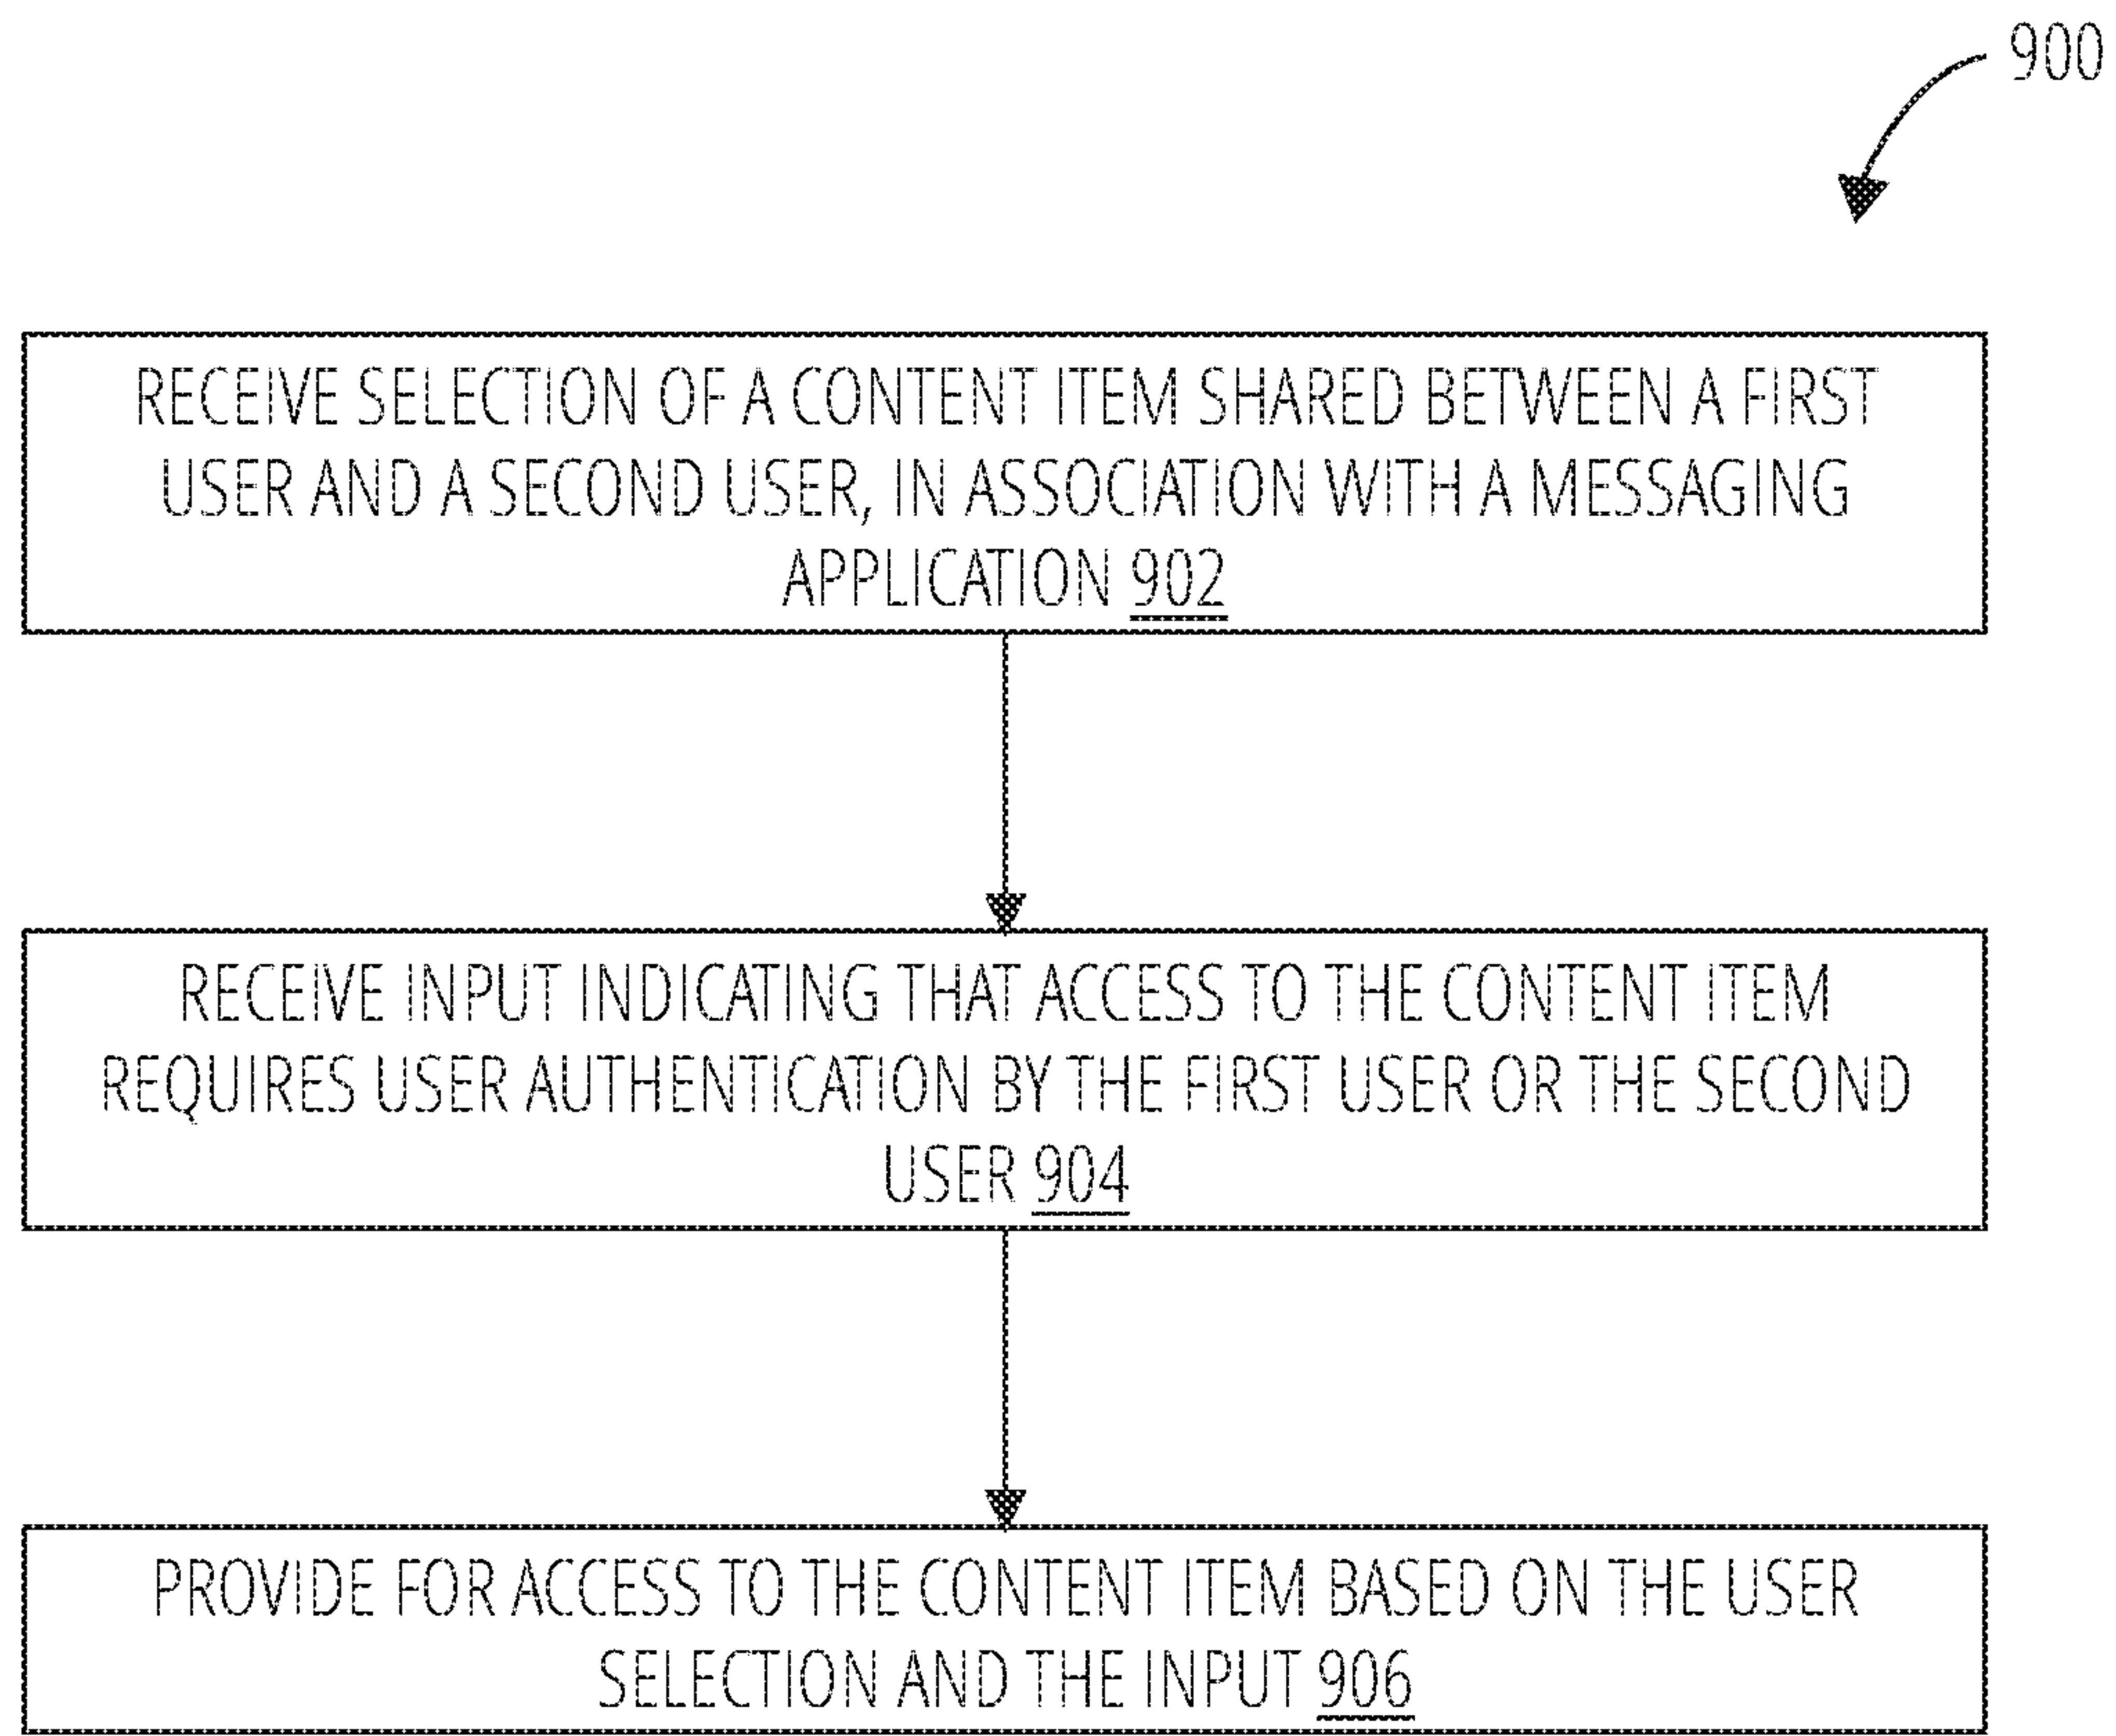 900
RECEIVE SELECTION OF A CONTENT ITEM SHARED BETWEEN A FIRST
USER AND A SECOND USER, IN ASSOCIATION WITH A MESSAGING
APPLICATION 902
RECEIVE INPUT INDICATING THAT ACCESS TO THE CONTENT ITEM
REQUIRES USER AUTHENTICATION BY THE FIRST USER OR THE SECOND
USER 904
PROVIDE FOR ACCESS TO THE CONTENT ITEM BASED ON THE USER
SELECTION AND THE INPUT 906